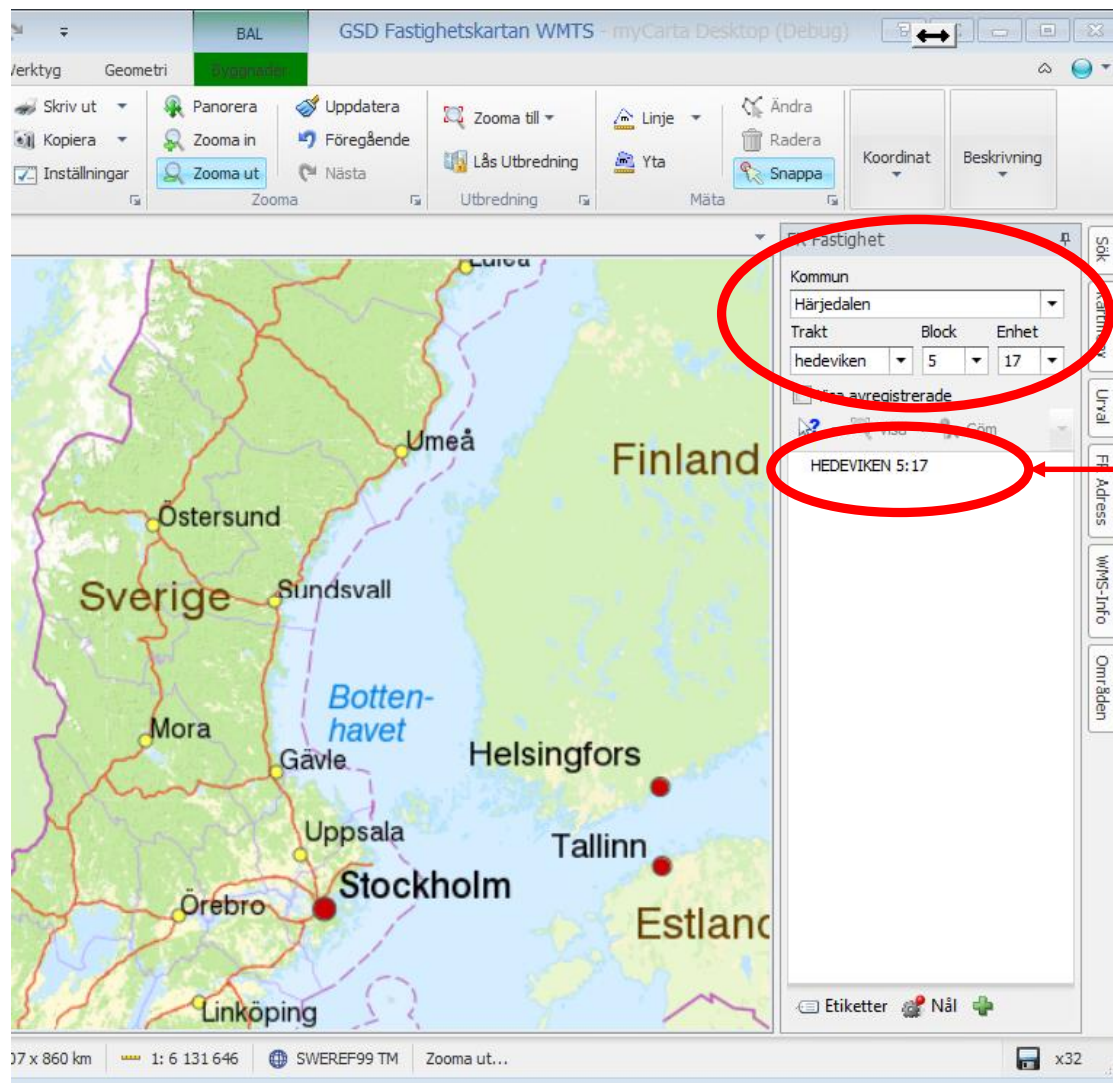 BAL GSD Fastighetskartan WMTS - myCarta Desktop (Debug)
Verktyg Geometri Byggnader
Skriv ut Panorera Uppdatera Zooma till Linje Ändra
Kopiera Zooma in Föregående Radera
Inställningar Zooma ut Nästa Lås Utbredning Yta Snappa
Koordinat Beskrivning
Zooma Utbredning Mäta
FR Fastighet
Kommun
Härjedalen
Trakt Block Enhet
hedeviken 5 17
Visa avregistrerade
Visa Göm
HEDEVIKEN 5:17
Etiketter Nål
Sök
Urval
FR Adress
WMS-Info
Områden
Luleå
Umeå
Finland
Östersund
Sverige
Sundsvall
Botten-
havet
Mora
Gävle
Helsingfors
Uppsala
Tallinn
Stockholm
Örebro
Estland
Linköping
07 x 860 km 1: 6 131 646 SWEREF99 TM Zooma ut... x32